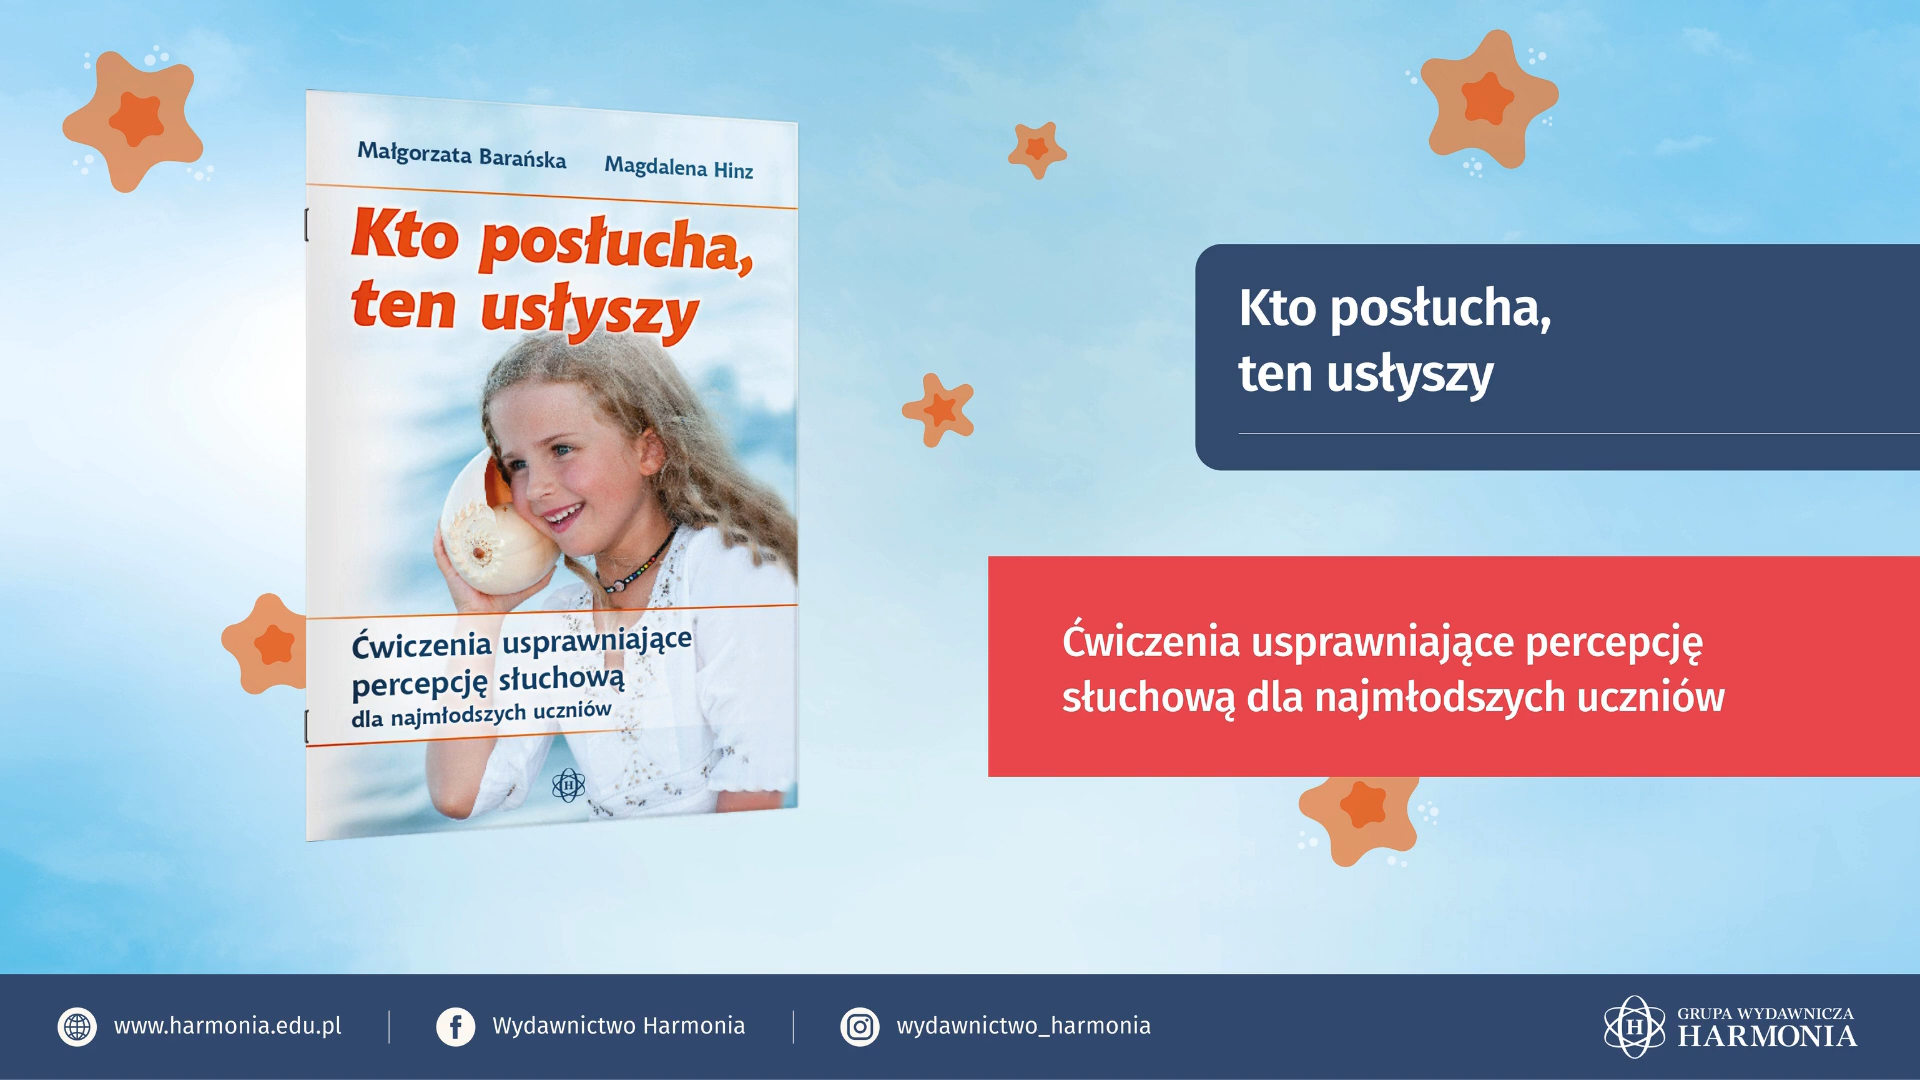 Małgorzata Barańska Magdalena Hinz
Kto posłucha,
ten usłyszy
Ćwiczenia usprawniające
percepcję słuchową
dla najmłodszych uczniów
H
Kto posłucha,
ten usłyszy
Ćwiczenia usprawniające percepcję
słuchową dla najmłodszych uczniów
www.harmonia.edu.pl
Wydawnictwo Harmonia
wydawnictwo_harmonia
H
GRUPA WYDAWNICZA
HARMONIA